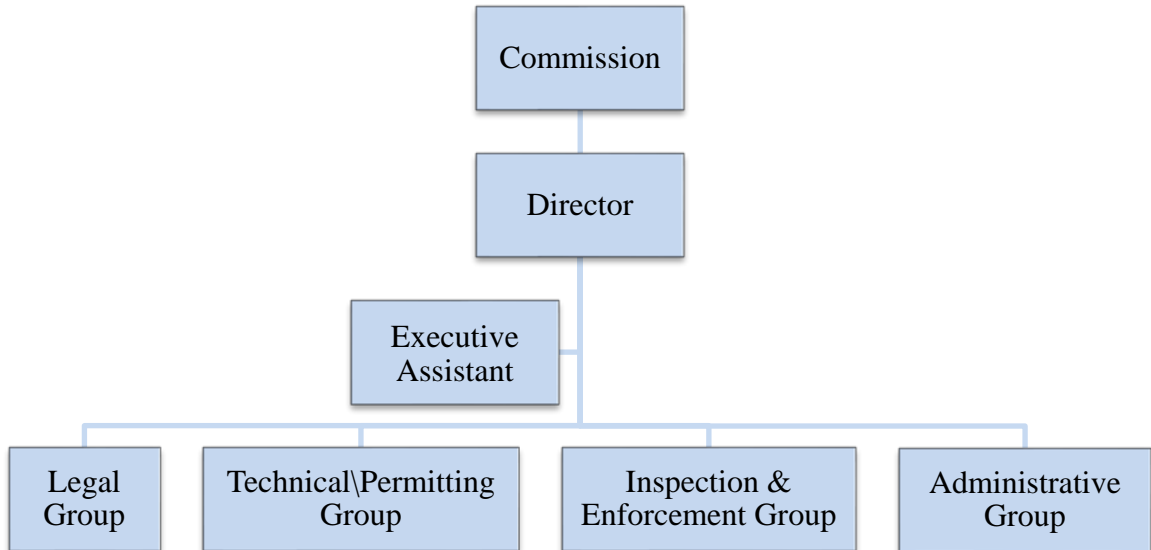 Commission
Director
Executive
Assistant
Legal
Group
Technical\Permitting
Group
Inspection &
Enforcement Group
Administrative
Group